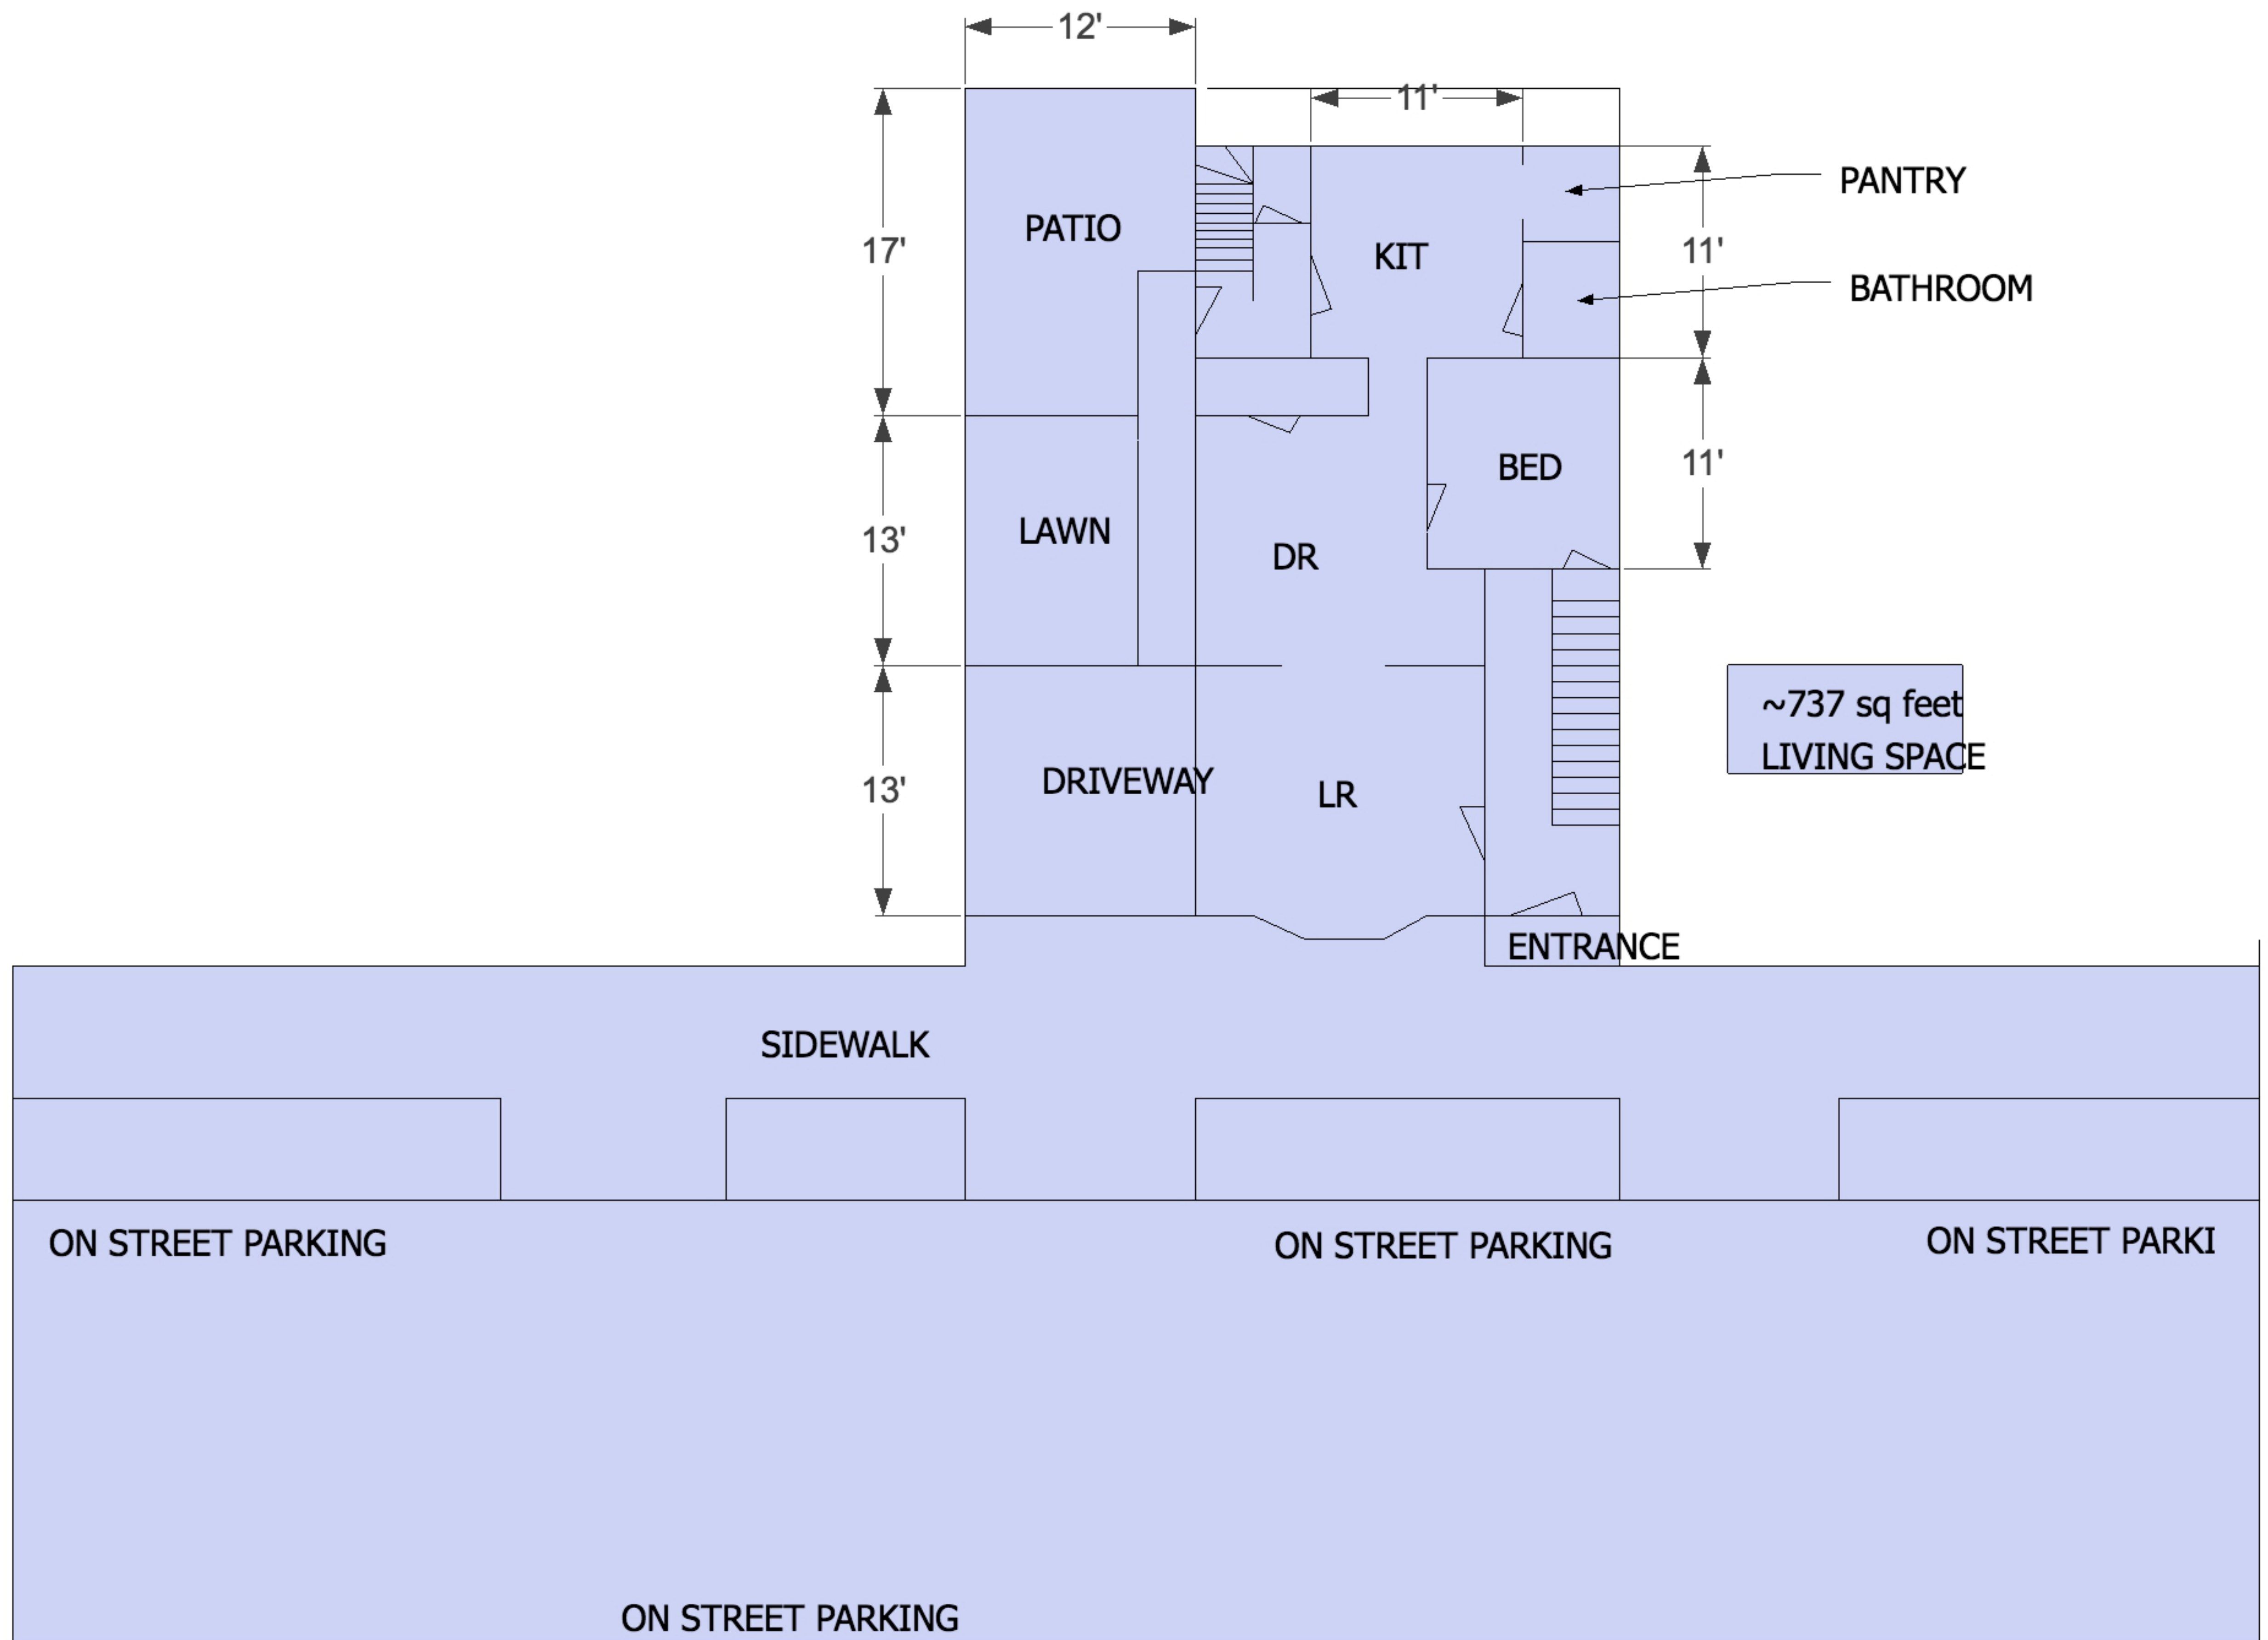 12'
11'
PANTRY
PATIO
17'
KIT
11'
BATHROOM
BED
11'
LAWN
13'
DR
~737 sq feet
LIVING SPACE
DRIVEWAY
13'
LR
ENTRANCE
SIDEWALK
ON STREET PARKING
ON STREET PARKING
ON STREET PARKI
ON STREET PARKING